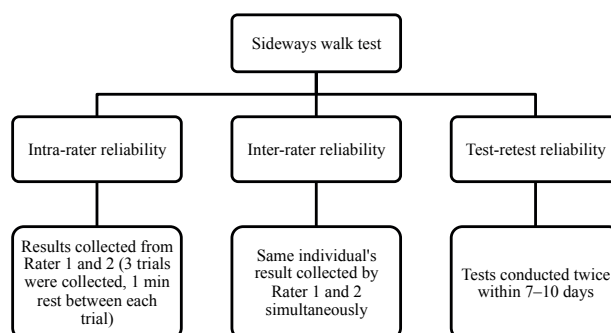 Sideways walk test
Intra-rater reliability
Inter-rater reliability
Test-retest reliability
Results collected from
Rater 1 and 2 (3 trials
were collected, 1 min
rest between each
trial)
Same individual's
result collected by
Rater 1 and 2
simultaneously
Tests conducted twice
within 7–10 days